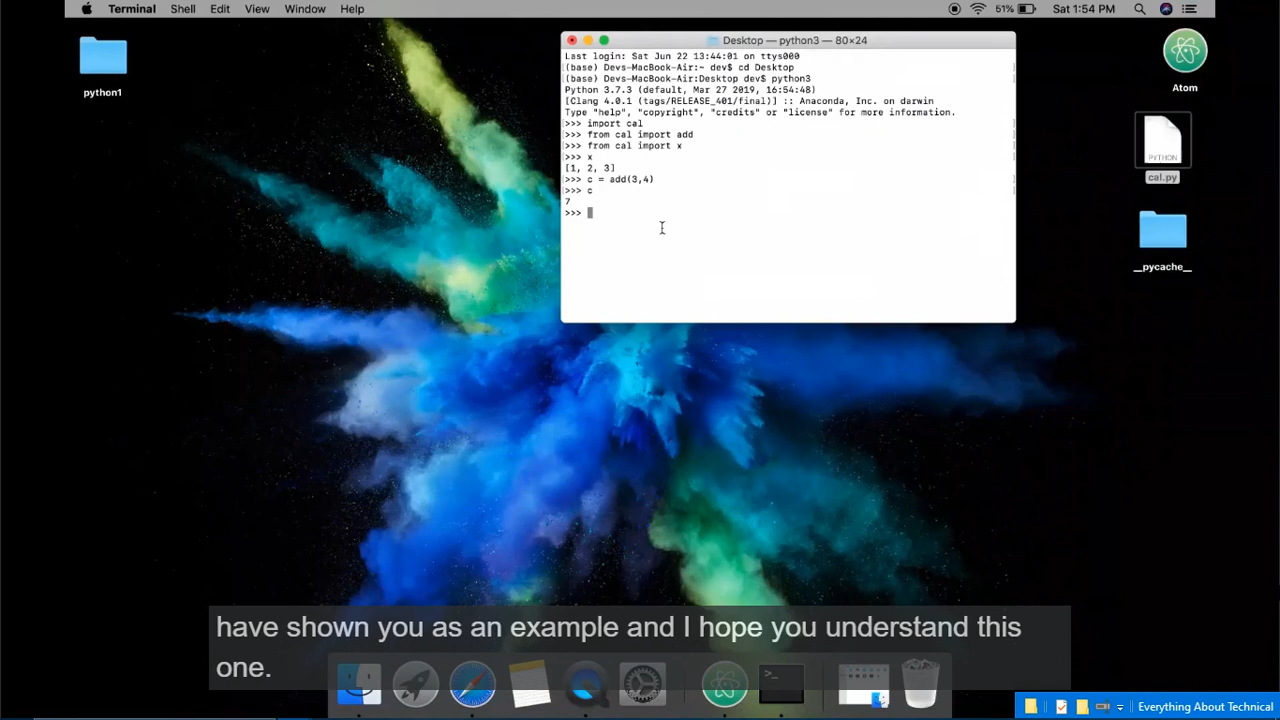 Terminal Shell Edit View Window Help 51% Sat 1:54 PM
python1
Desktop — python3 — 80×24
Last login: Sat Jun 22 13:44:01 on ttys000
(base) Devs-MacBook-Air:~ dev$ cd Desktop
(base) Devs-MacBook-Air:Desktop dev$ python3
Python 3.7.3 (default, Mar 27 2019, 16:54:48)
[Clang 4.0.1 (tags/RELEASE_401/final)] :: Anaconda, Inc. on darwin
Type "help", "copyright", "credits" or "license" for more information.
>>> import cal
>>> from cal import add
>>> from cal import x
>>> x
[1, 2, 3]
>>> c = add(3,4)
>>> c
7
>>>
Atom
PYTHON
cal.py
__pycache__
have shown you as an example and I hope you understand this
one.
>_
Everything About Technical